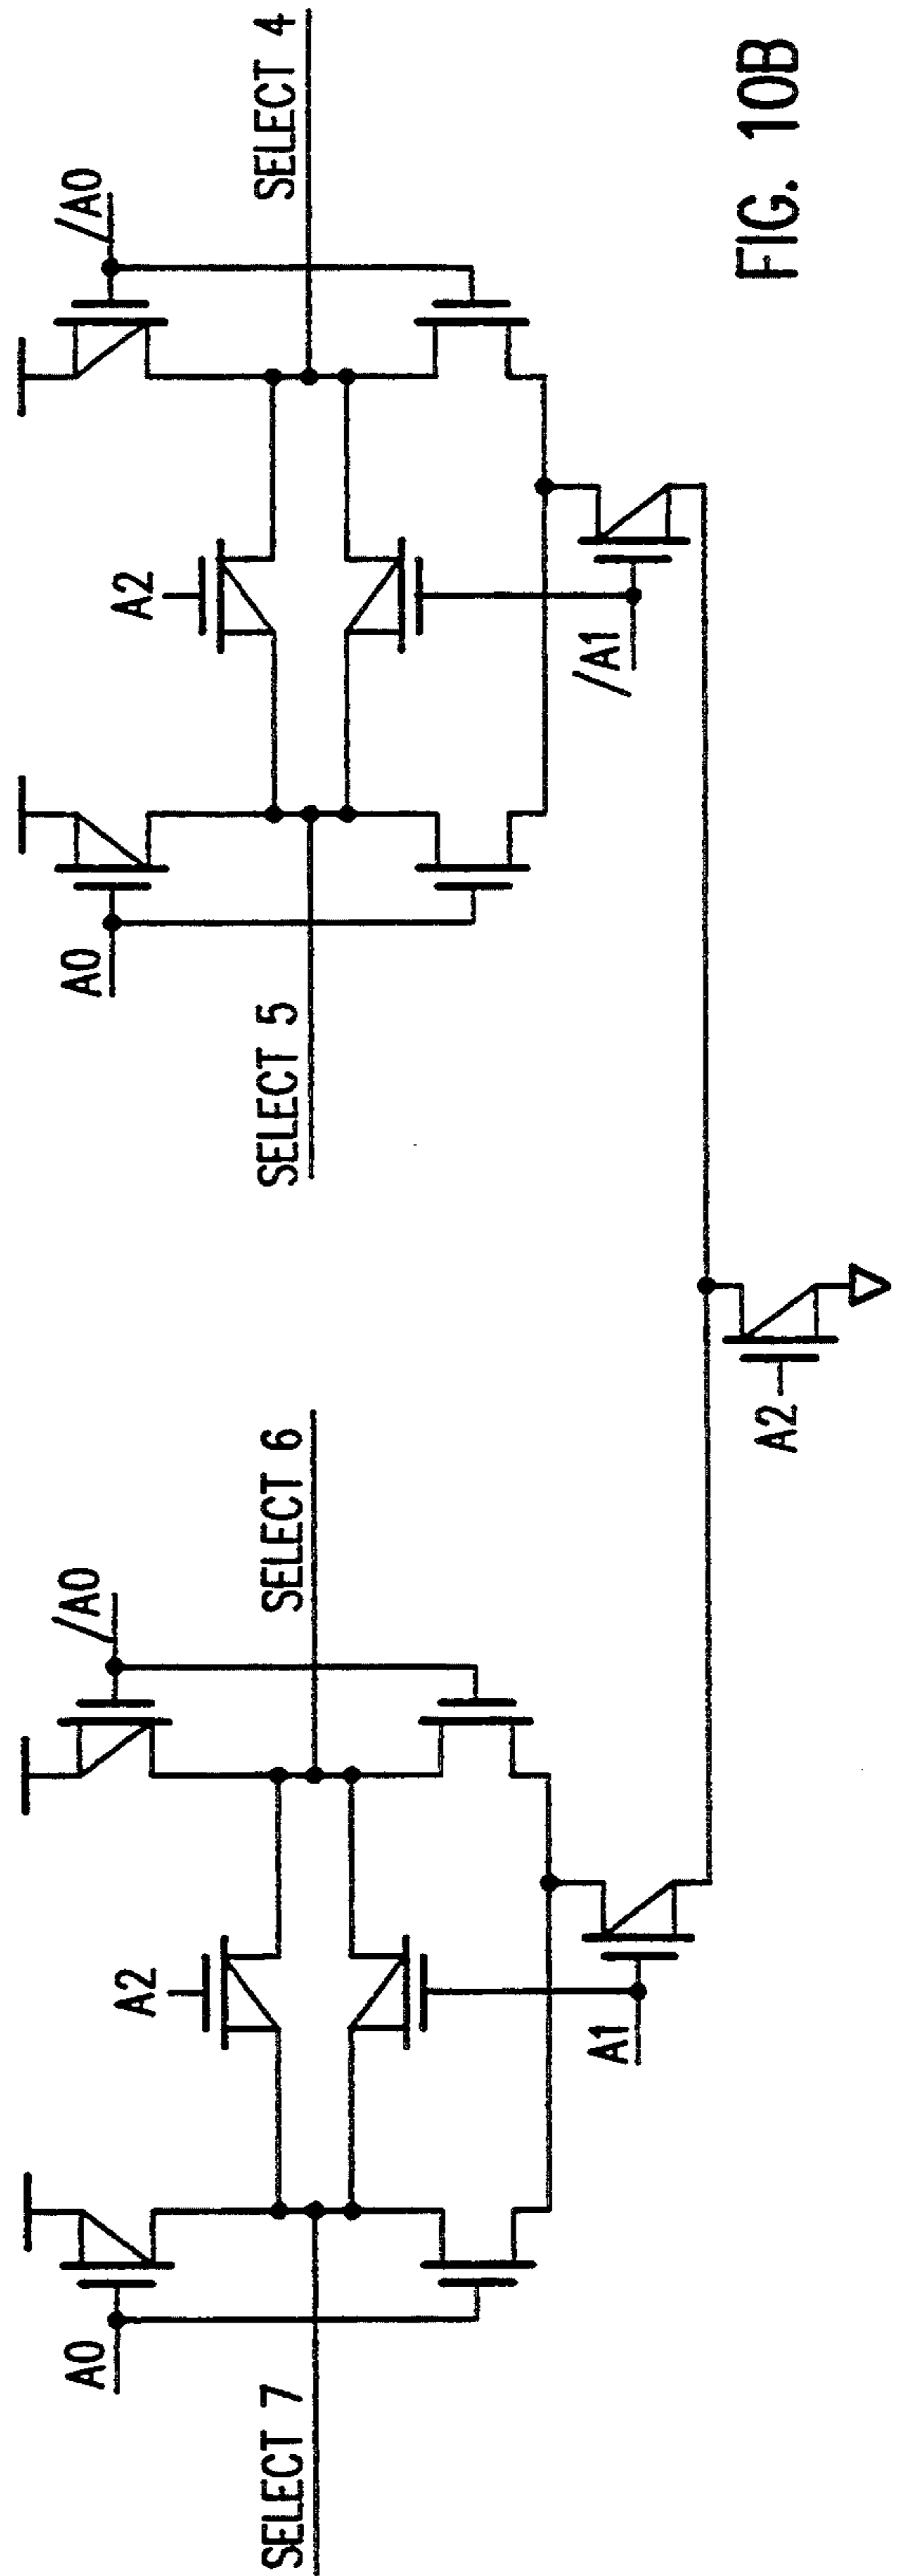 A0
/A0
A0
/A0
A2
A2
SELECT 7
SELECT 6
SELECT 5
SELECT 4
A1
/A1
A2
FIG. 10B